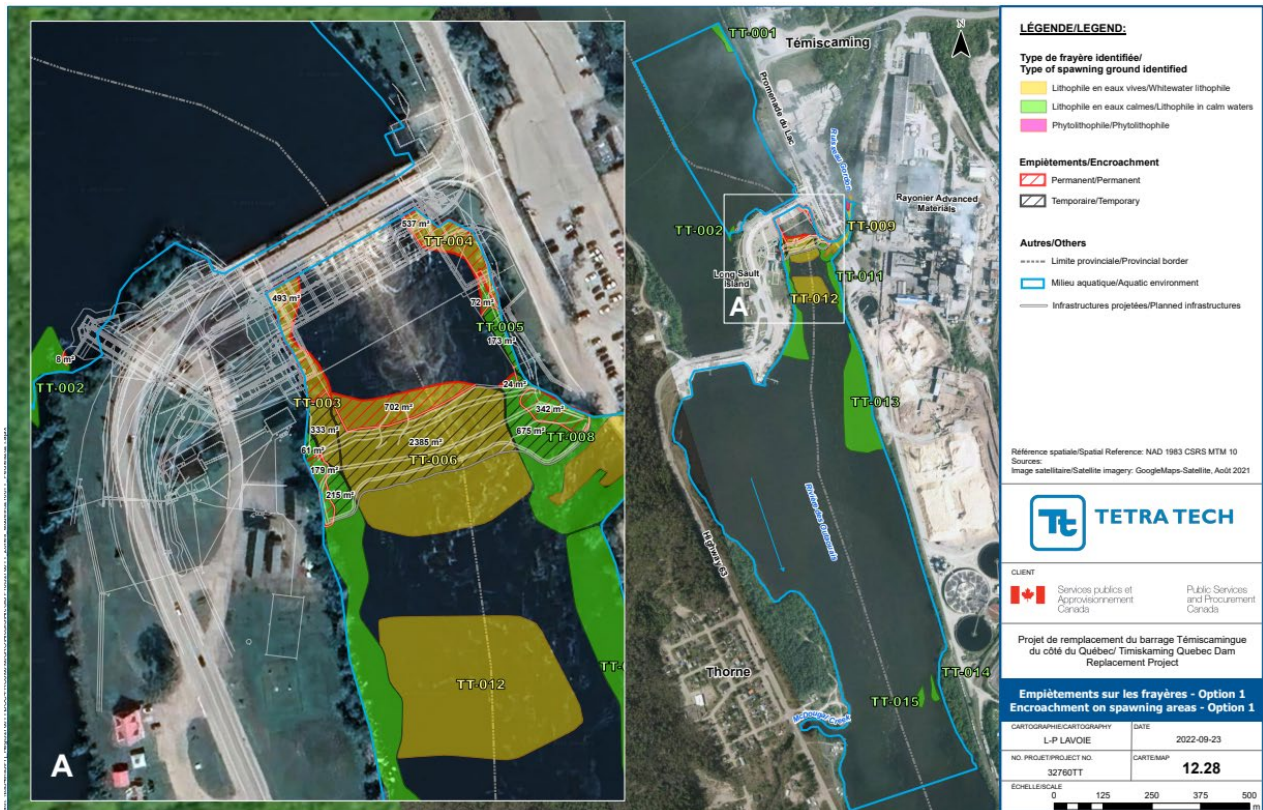 537 m²
TT-004
493 m²
72 m²
TT-005
173 m²
8 m²
TT-002
24 m²
TT-003
702 m²
342 m²
333 m²
2385 m²
675 m²
TT-008
61 m²
TT-006
179 m²
215 m²
TT-012
A
TT-001
Témiscaming
Promenade du Lac
Ruisseau Gordon
Rayonier Advanced
Materials
TT-002
TT-009
Long Sault
Island
TT-011
A
TT-012
TT-013
Rivière des Outaouais
Highway 63
Thorne
TT-014
TT-015
McDougal Creek
N
LÉGENDE/LEGEND:
Type de frayère identifiée/
Type of spawning ground identified
Lithophile en eaux vives/Whitewater lithophile
Lithophile en eaux calmes/Lithophile in calm waters
Phytolithophile/Phytolithophile
Empiètements/Encroachment
Permanent/Permanent
Temporaire/Temporary
Autres/Others
Limite provinciale/Provincial border
Milieu aquatique/Aquatic environment
Infrastructures projetées/Planned infrastructures
Référence spatiale/Spatial Reference: NAD 1983 CSRS MTM 10
Sources:
Image satellitaire/Satellite imagery: GoogleMaps-Satellite, Août 2021
Tt TETRA TECH
CLIENT
Services publics et
Approvisionnement
Canada
Public Services
and Procurement
Canada
Projet de remplacement du barrage Témiscamingue
du côté du Québec/ Timiskaming Quebec Dam
Replacement Project
Empiètements sur les frayères - Option 1
Encroachment on spawning areas - Option 1
CARTOGRAPHIE/CARTOGRAPHY
L-P LAVOIE
DATE
2022-09-23
NO. PROJET/PROJECT NO.
32760TT
CARTE/MAP
12.28
ÉCHELLE/SCALE
0 125 250 375 500
m